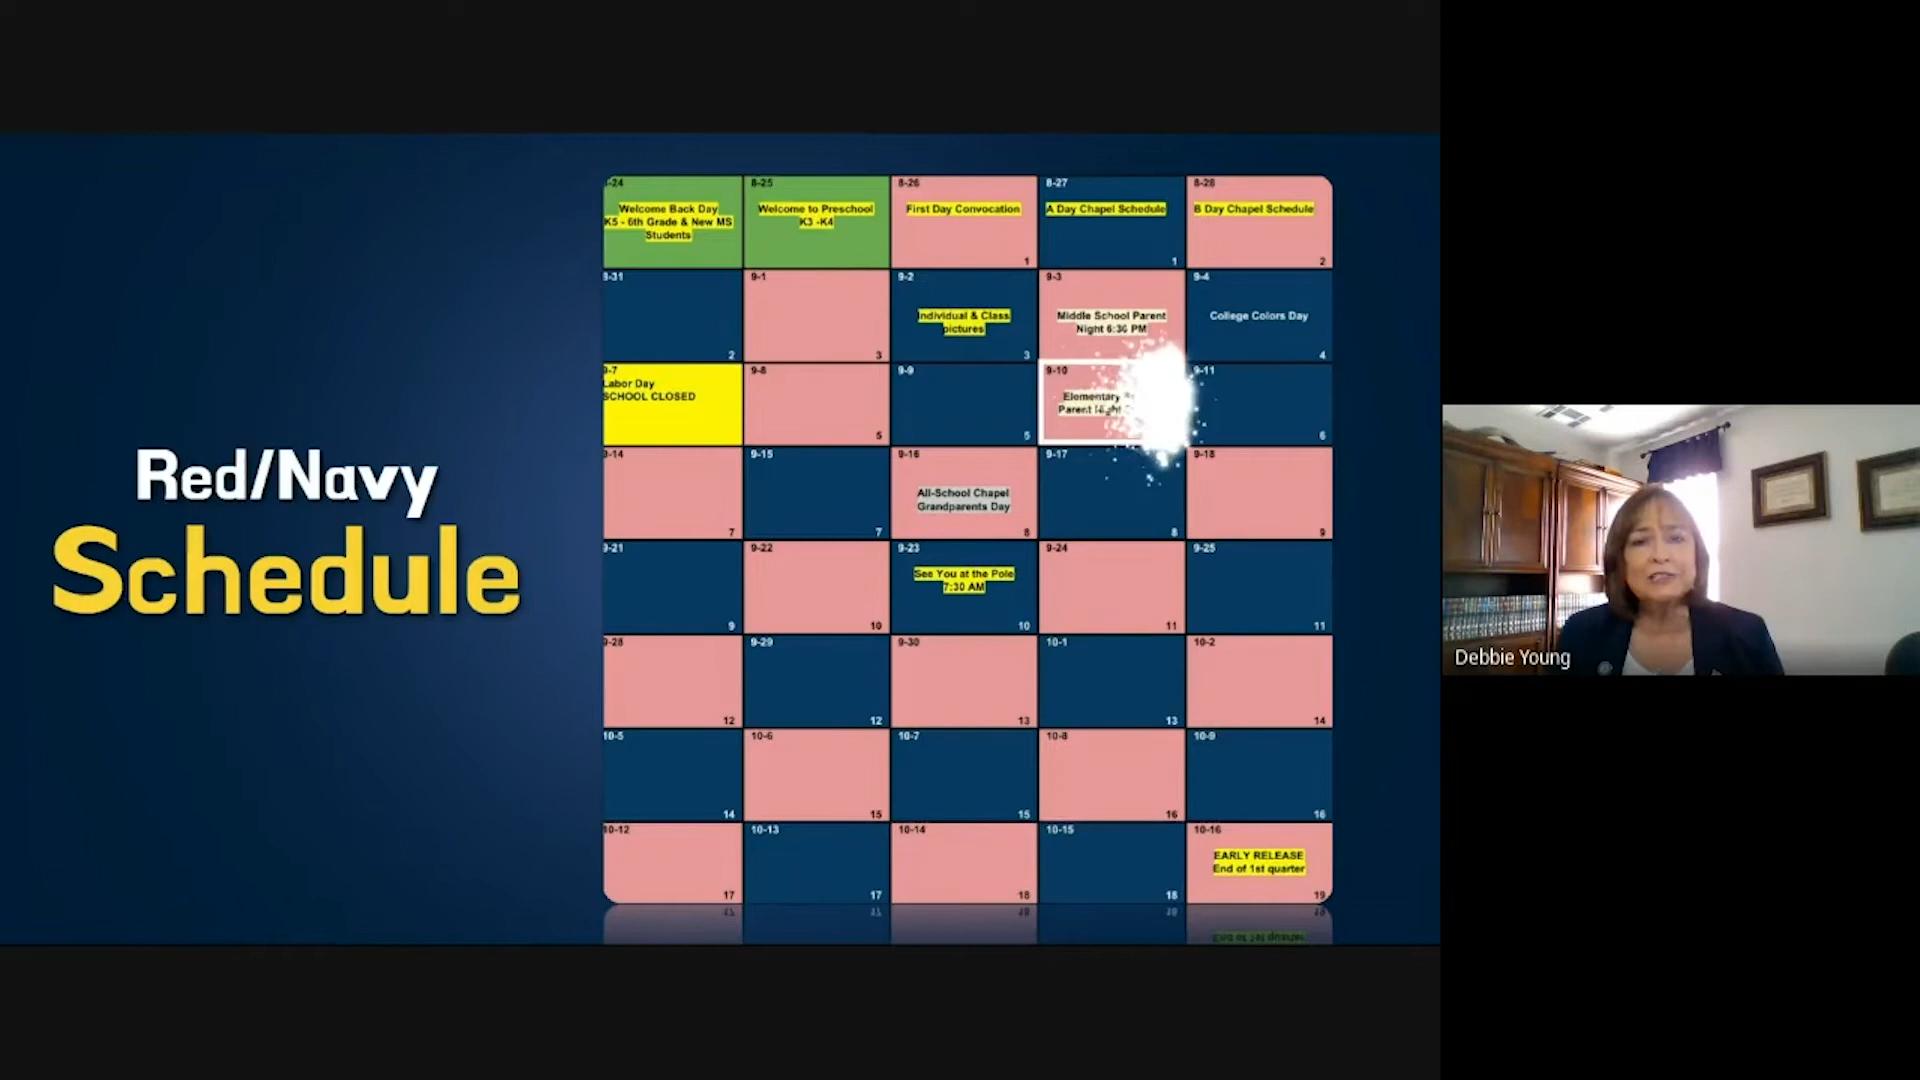 Red/Navy
Schedule
-24
Welcome Back Day
K5 - 6th Grade & New MS
Students
8-25
Welcome to Preschool
K3 -K4
8-26
First Day Convocation
1
8-27
A Day Chapel Schedule
1
8-28
B Day Chapel Schedule
2
8-31
2
9-1
3
9-2
Individual & Class
pictures
3
9-3
Middle School Parent
Night 6:30 PM
9-4
College Colors Day
4
9-7
Labor Day
SCHOOL CLOSED
9-8
5
9-9
5
9-10
Elementary
Parent Night
9-11
6
9-14
7
9-15
7
9-16
All-School Chapel
Grandparents Day
8
9-17
8
9-18
9
9-21
9
9-22
10
9-23
See You at the Pole
7:30 AM
10
9-24
11
9-25
11
9-28
12
9-29
12
9-30
13
10-1
13
10-2
14
10-5
14
10-6
15
10-7
15
10-8
16
10-9
16
10-12
17
10-13
17
10-14
18
10-15
18
10-16
EARLY RELEASE
End of 1st quarter
19
Debbie Young